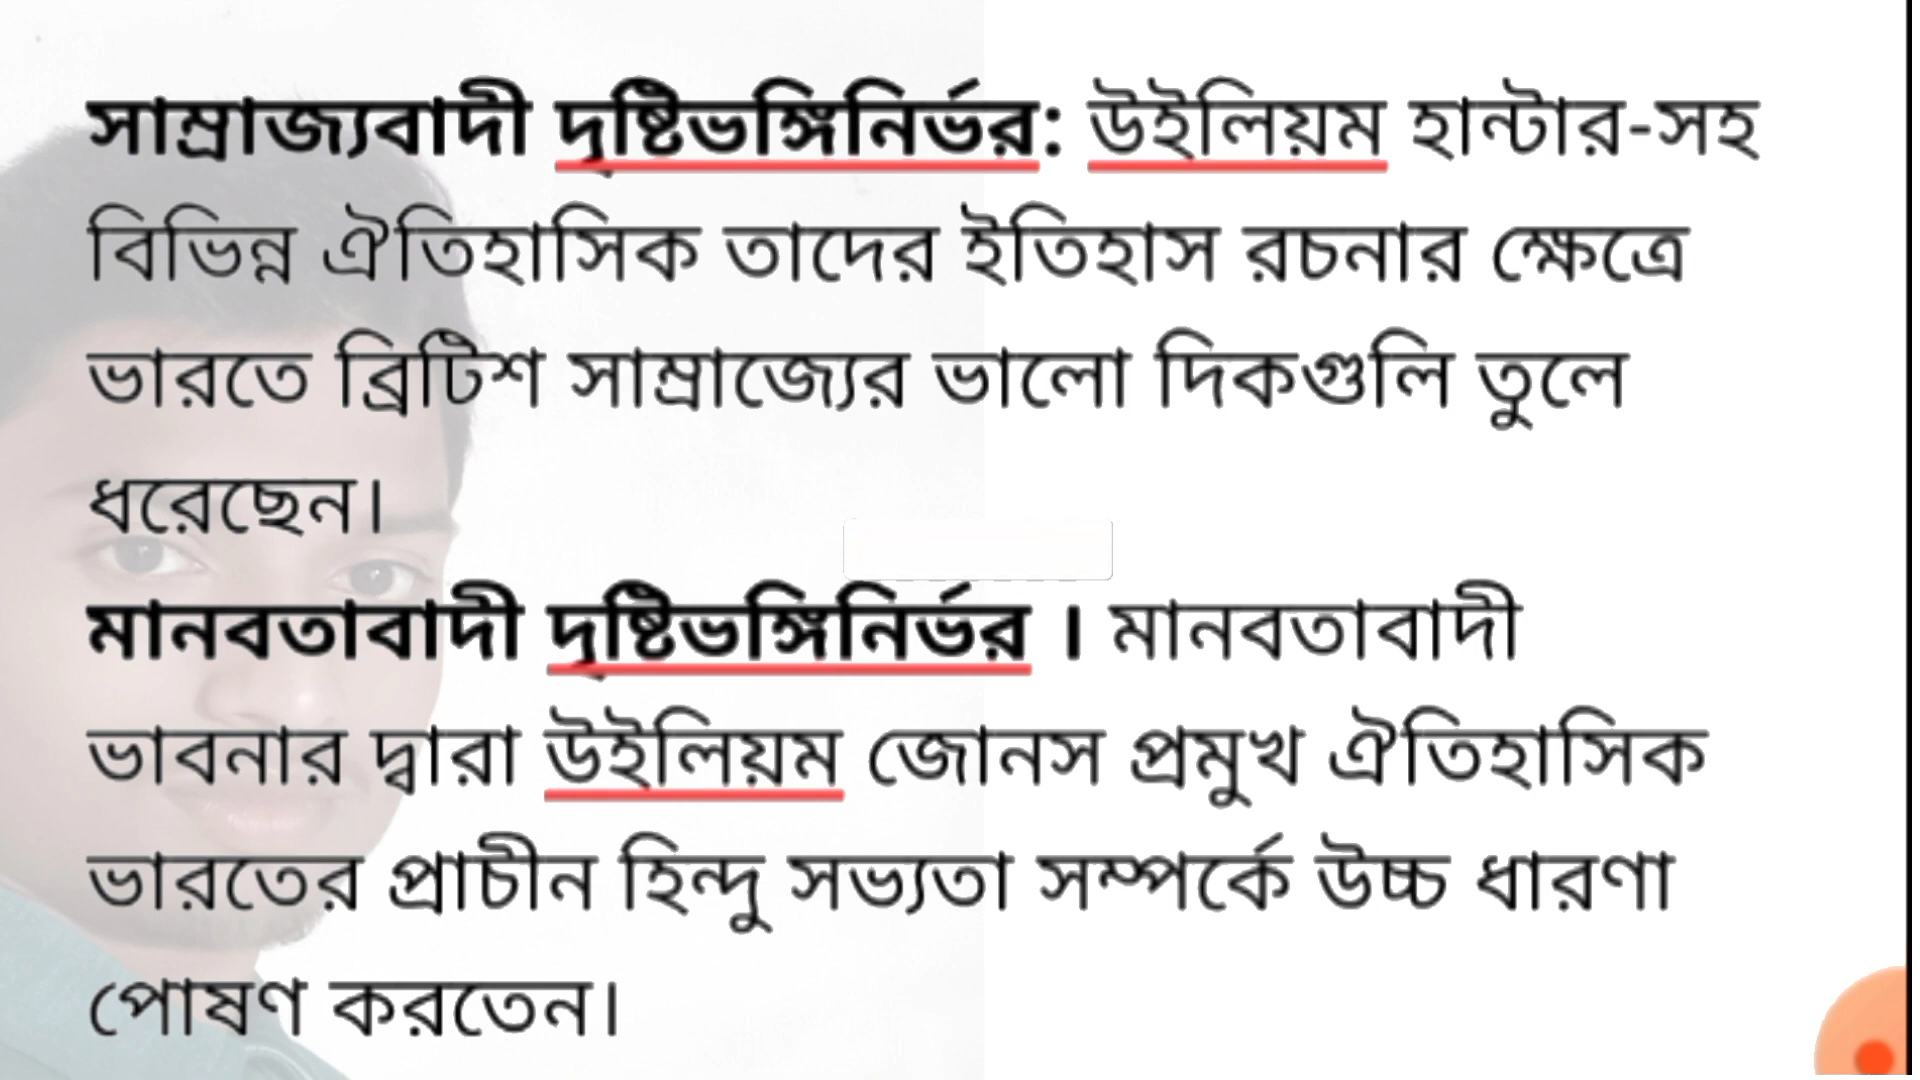 সাম্রাজ্যবাদী দৃষ্টিভঙ্গিনির্ভর: উইলিয়ম হান্টার-সহ
বিভিন্ন ঐতিহাসিক তাদের ইতিহাস রচনার ক্ষেত্রে
ভারতে ব্রিটিশ সাম্রাজ্যের ভালো দিকগুলি তুলে
ধরেছেন।
মানবতাবাদী দৃষ্টিভঙ্গিনির্ভর । মানবতাবাদী
ভাবনার দ্বারা উইলিয়ম জোনস প্রমুখ ঐতিহাসিক
ভারতের প্রাচীন হিন্দু সভ্যতা সম্পর্কে উচ্চ ধারণা
পোষণ করতেন।